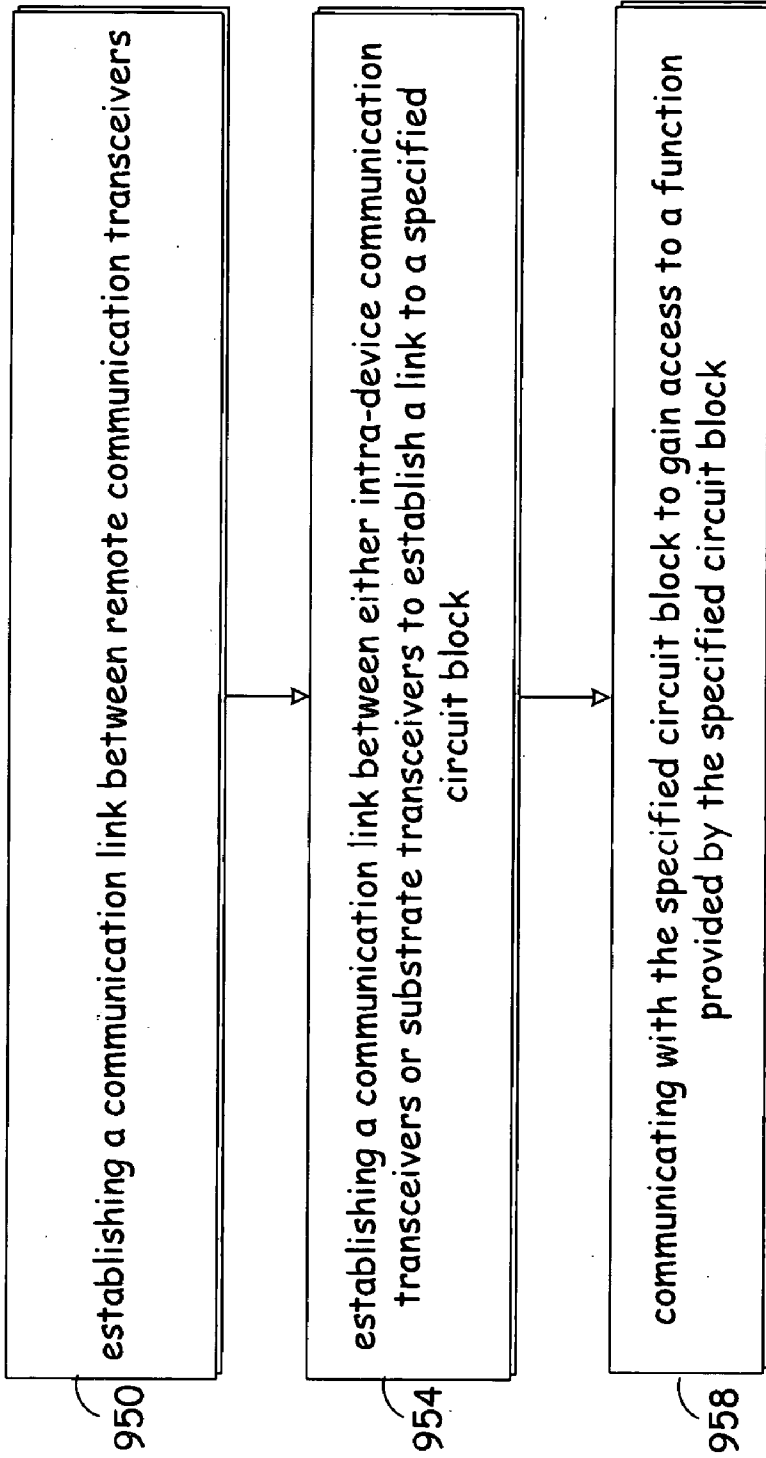 establishing a communication link between remote communication transceivers
950
establishing a communication link between either intra-device communication
transceivers or substrate transceivers to establish a link to a specified
circuit block
954
communicating with the specified circuit block to gain access to a function
provided by the specified circuit block
958